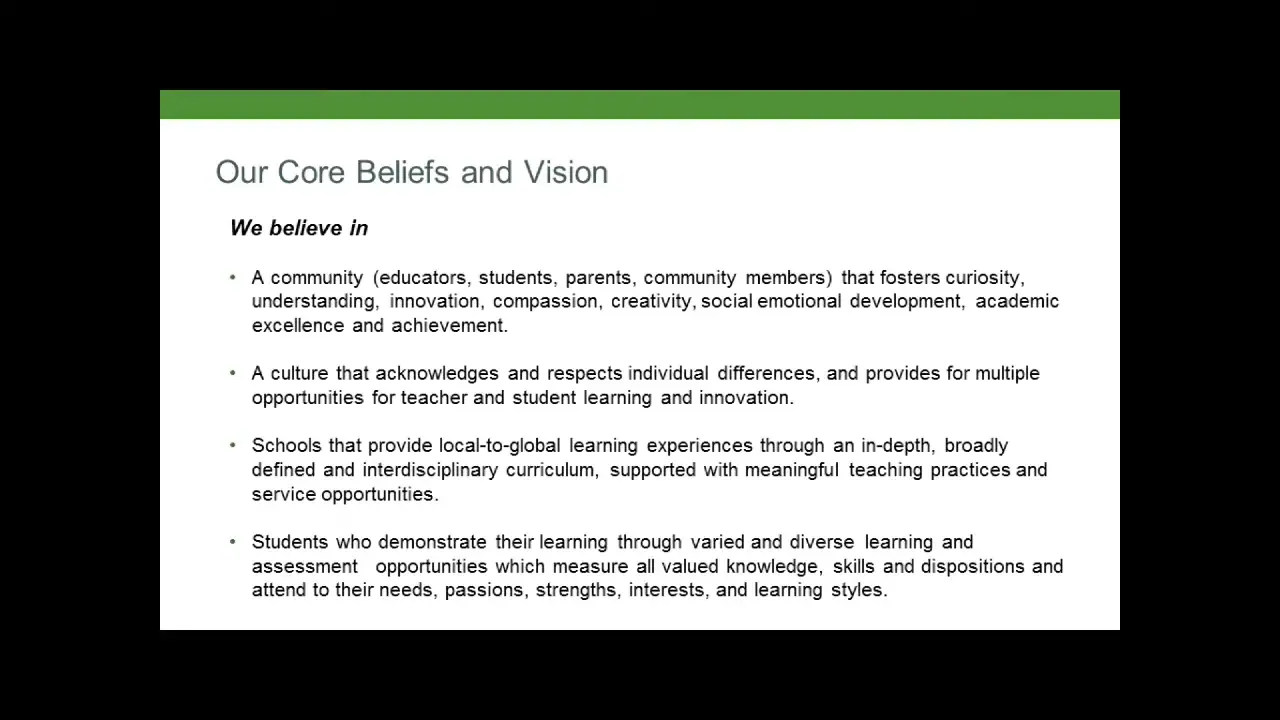 Our Core Beliefs and Vision
We believe in
• A community (educators, students, parents, community members) that fosters curiosity,
understanding, innovation, compassion, creativity, social emotional development, academic
excellence and achievement.
• A culture that acknowledges and respects individual differences, and provides for multiple
opportunities for teacher and student learning and innovation.
• Schools that provide local-to-global learning experiences through an in-depth, broadly
defined and interdisciplinary curriculum, supported with meaningful teaching practices and
service opportunities.
• Students who demonstrate their learning through varied and diverse learning and
assessment opportunities which measure all valued knowledge, skills and dispositions and
attend to their needs, passions, strengths, interests, and learning styles.